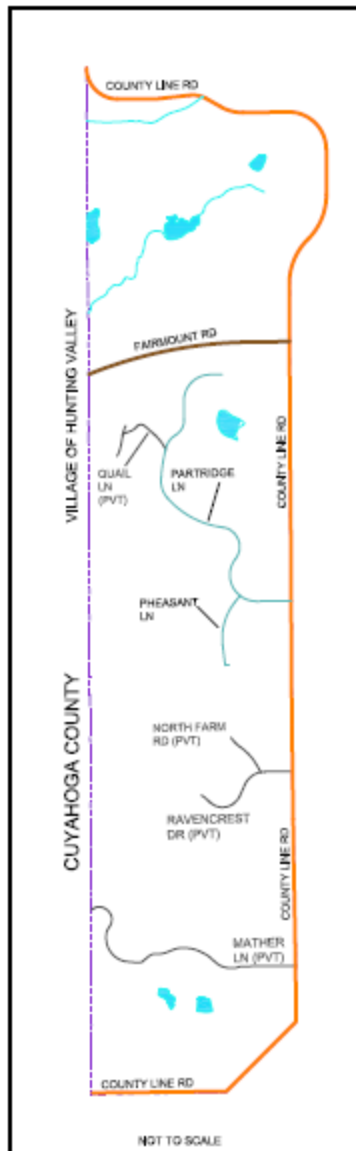 COUNTY LINE RD
FAIRMOUNT RD
VILLAGE OF HUNTING VALLEY
COUNTY LINE RD
QUAIL
LN
(PVT)
PARTRIDGE
LN
PHEASANT
LN
CUYAHOGA COUNTY
NORTH FARM
RD (PVT)
RAVENCREST
DR (PVT)
COUNTY LINE RD
MATHER
LN (PVT)
COUNTY LINE RD
NOT TO SCALE